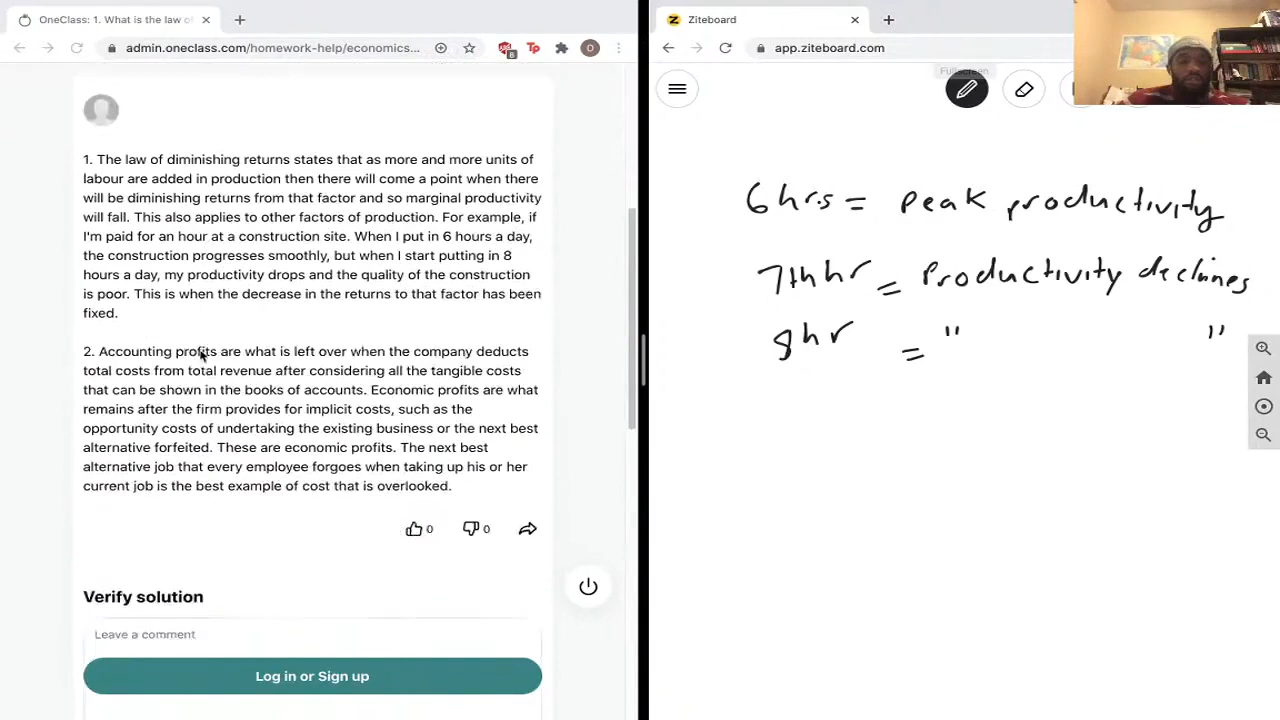 OneClass: 1. What is the law of
admin.oneclass.com/homework-help/economics...
1. The law of diminishing returns states that as more and more units of
labour are added in production then there will come a point when there
will be diminishing returns from that factor and so marginal productivity
will fall. This also applies to other factors of production. For example, if
I'm paid for an hour at a construction site. When I put in 6 hours a day,
the construction progresses smoothly, but when I start putting in 8
hours a day, my productivity drops and the quality of the construction
is poor. This is when the decrease in the returns to that factor has been
fixed.
2. Accounting profits are what is left over when the company deducts
total costs from total revenue after considering all the tangible costs
that can be shown in the books of accounts. Economic profits are what
remains after the firm provides for implicit costs, such as the
opportunity costs of undertaking the existing business or the next best
alternative forfeited. These are economic profits. The next best
alternative job that every employee forgoes when taking up his or her
current job is the best example of cost that is overlooked.
0 0
Verify solution
Leave a comment
Log in or Sign up
Ziteboard
app.ziteboard.com
Fullscreen
6hrs = peak productivity
7th hr = Productivity declines
8hr = " "